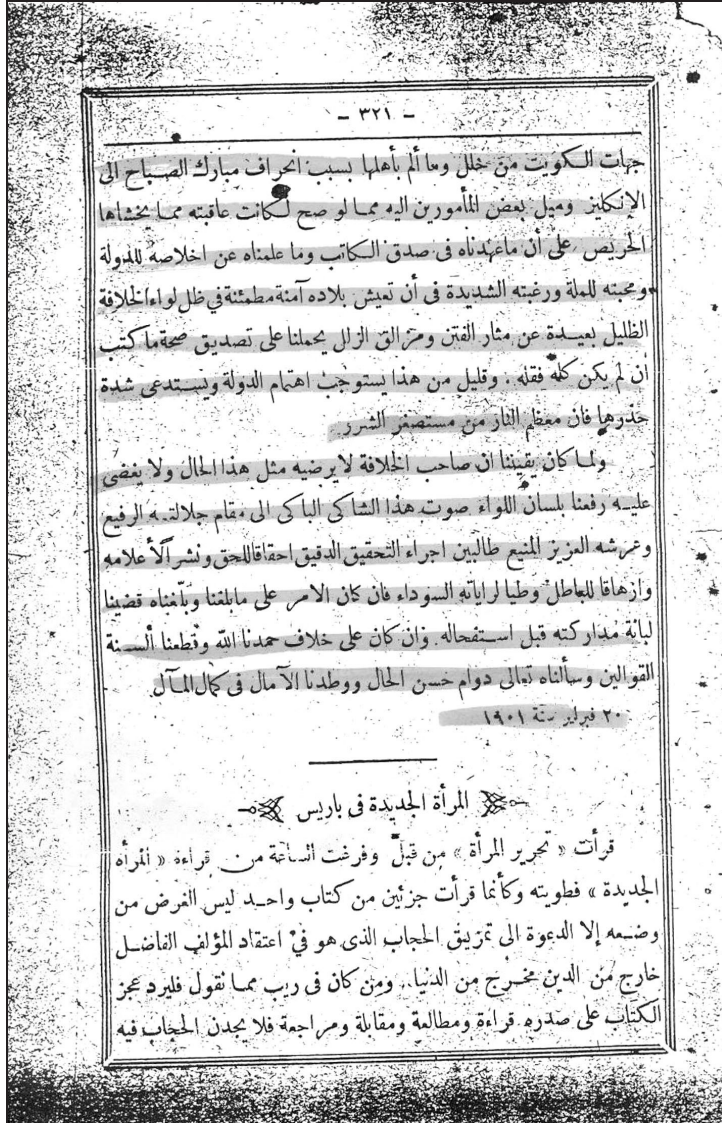 - ٣٢١ -
جهات الكويت من خلل وما ألم بأهلها بسبب انحراف مبارك الصباح الى
الإنكليز وميل بعض المأمورين اليه مما لو صح لكانت عاقبته مما يخشاها
الحريص على أن ماعهدناه فى صدق الكاتب وما علمناه عن اخلاصه للدولة
ومحبته للملة ورغبته الشديدة فى أن تعيش بلاده آمنة مطمئنة في ظل لواء الخلافة
الظليل بعيدة عن مثار الفتن ومزالق الزلل يحملنا على تصديق صحة ما كتب
ان لم يكن كله فقله . وقليل من هذا يستوجب اهتمام الدولة ويستدعى شدة
حذرها فان معظم النار من مستصغر الشرر
ولما كان يقيننا ان صاحب الخلافة لا يرضيه مثل هذا الحال ولا يغضى
عليه رفعنا بلسان اللواء صوت هذا الشاكى الباكى الى مقام جلالته الرفيع
وعرشه العزيز المنيع طالبين اجراء التحقيق الدقيق احقاقا للحق ونشرا لأعلامه
وازهاقا للباطل وطيا لراياته السوداء فان كان الامر على مابلغنا وبلّغناه قضينا
لبانة مداركته قبل استفحاله وان كان على خلاف حمدنا الله وقطعنا ألسنة
القوالين وسألناه تعالى دوام حسن الحال ووطدنا الآمال فى كمال المآل
٢٠ فبراير سنة ١٩٠١
المرأة الجديدة فى باريس
قرأت « تحرير المرأة » من قبل وفرغت الساعة من قراءة « المرأه
الجديدة » فطويته وكأنما قرأت جزئين من كتاب واحد ليس الغرض من
وضعه إلا الدعوة الى تمزيق الحجاب الذى هو في اعتقاد المؤلف الفاضل
خارج من الدين مخرج من الدنيا . . ومن كان فى ريب مما نقول فليرد عجز
الكتاب على صدره قراءة ومطالعة ومقابلة ومراجعة فلا يجدن الحجاب فيه